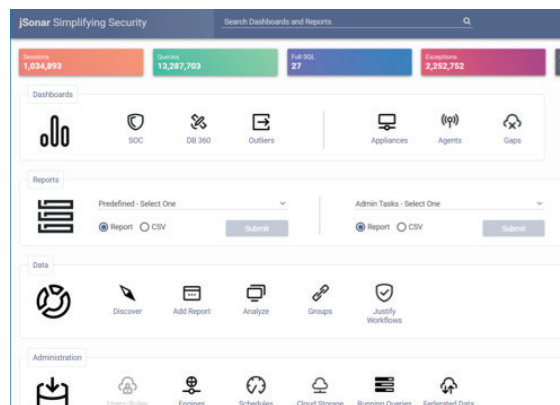 jSonar Simplifying Security
Search Dashboards and Reports
Sessions
1,034,893
Queries
13,287,703
Full SQL
27
Exceptions
2,252,752
Dashboards
SOC
DB 360
Outliers
Appliances
Agents
Gaps
Reports
Predefined - Select One
Admin Tasks - Select One
Report
CSV
Submit
Report
CSV
Submit
Data
Discover
Add Report
Analyze
Groups
Justify
Workflows
Administration
Users/Roles
Engines
Schedules
Cloud Storage
Running Queries
Federated Data